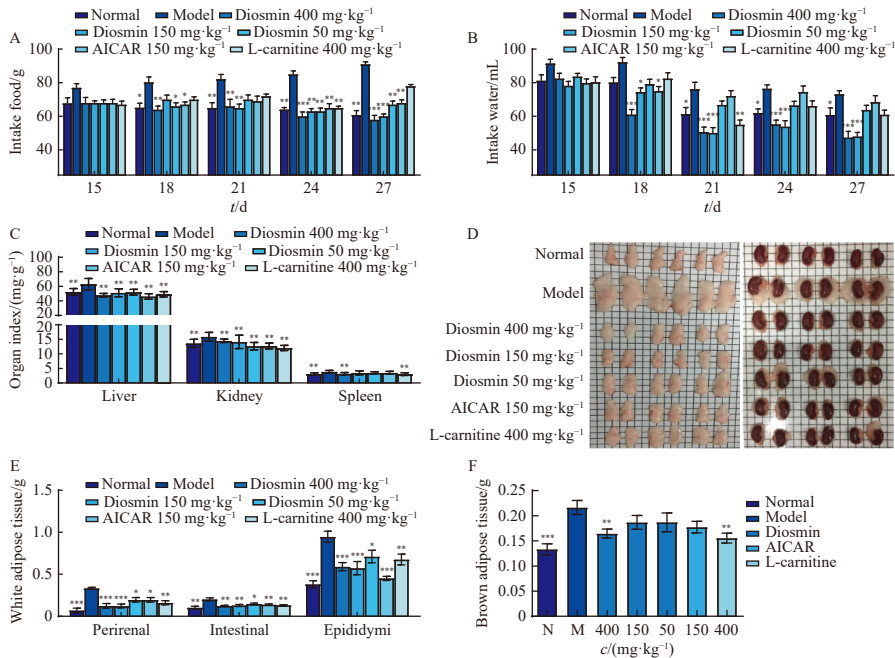 A
Normal Model Diosmin 400 mg·kg⁻¹
Diosmin 150 mg·kg⁻¹ Diosmin 50 mg·kg⁻¹
AICAR 150 mg·kg⁻¹ L-carnitine 400 mg·kg⁻¹
Intake food/g
100
80
60
40
** ** ** * ** ** ** ** *** ** ** ** ** ** *** *** ** **
15 18 21 24 27
t/d
B
Normal Model Diosmin 400 mg·kg⁻¹
Diosmin 150 mg·kg⁻¹ Diosmin 50 mg·kg⁻¹
AICAR 150 mg·kg⁻¹ L-carnitine 400 mg·kg⁻¹
Intake water/mL
100
80
60
40
*** * * * *** *** ** * *** *** * *** ***
15 18 21 24 27
t/d
C
Normal Model Diosmin 400 mg·kg⁻¹
Diosmin 150 mg·kg⁻¹ Diosmin 50 mg·kg⁻¹
AICAR 150 mg·kg⁻¹ L-carnitine 400 mg·kg⁻¹
Organ index/(mg·g⁻¹)
100
80
60
40
20
15
10
5
0
** ** ** ** ** ** ** ** ** ** ** ** ** ** **
Liver Kidney Spleen
D
Normal
Model
Diosmin 400 mg·kg⁻¹
Diosmin 150 mg·kg⁻¹
Diosmin 50 mg·kg⁻¹
AICAR 150 mg·kg⁻¹
L-carnitine 400 mg·kg⁻¹
E
Normal Model Diosmin 400 mg·kg⁻¹
Diosmin 150 mg·kg⁻¹ Diosmin 50 mg·kg⁻¹
AICAR 150 mg·kg⁻¹ L-carnitine 400 mg·kg⁻¹
White adipose tissue/g
1.5
1.0
0.5
0
*** *** *** * * ** ** ** ** * ** ** *** *** *** * *** **
Perirenal Intestinal Epididymi
F
Brown adipose tissue/g
0.25
0.20
0.15
0.10
0.05
0
*** ** **
N M 400 150 50 150 400
c/(mg·kg⁻¹)
Normal
Model
Diosmin
AICAR
L-carnitine